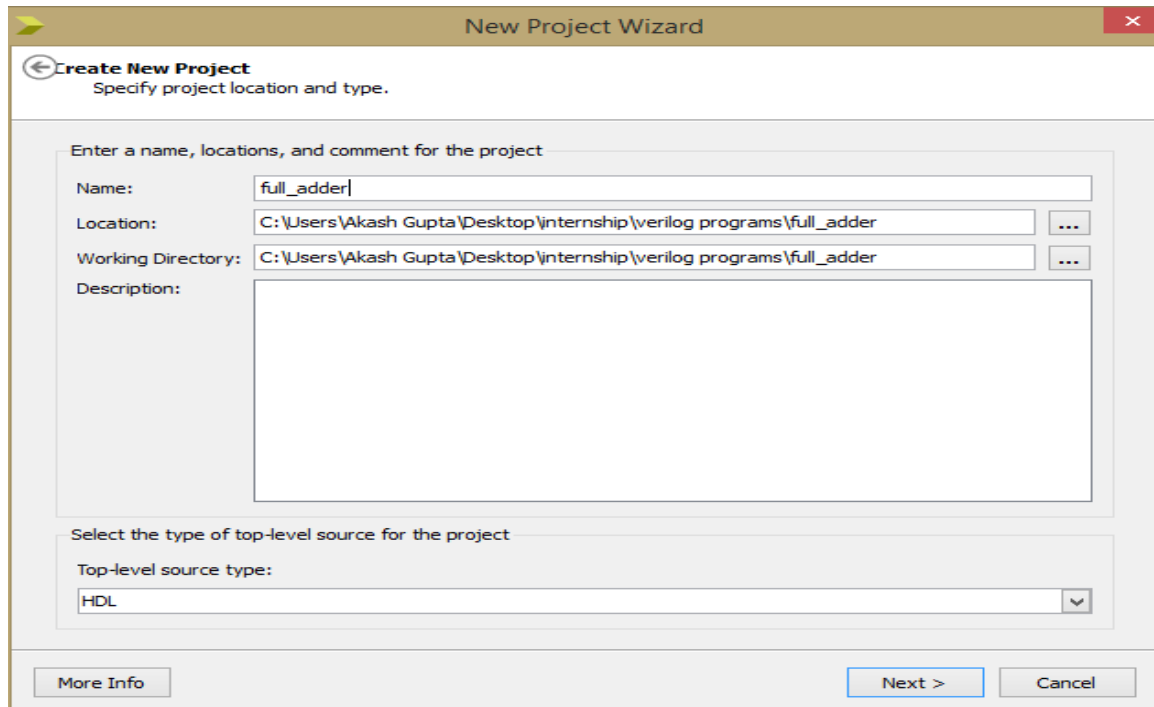 New Project Wizard
Create New Project
Specify project location and type.
Enter a name, locations, and comment for the project
Name: full_adder
Location: C:\Users\Akash Gupta\Desktop\internship\verilog programs\full_adder ...
Working Directory: C:\Users\Akash Gupta\Desktop\internship\verilog programs\full_adder ...
Description:
Select the type of top-level source for the project
Top-level source type:
HDL
More Info Next > Cancel